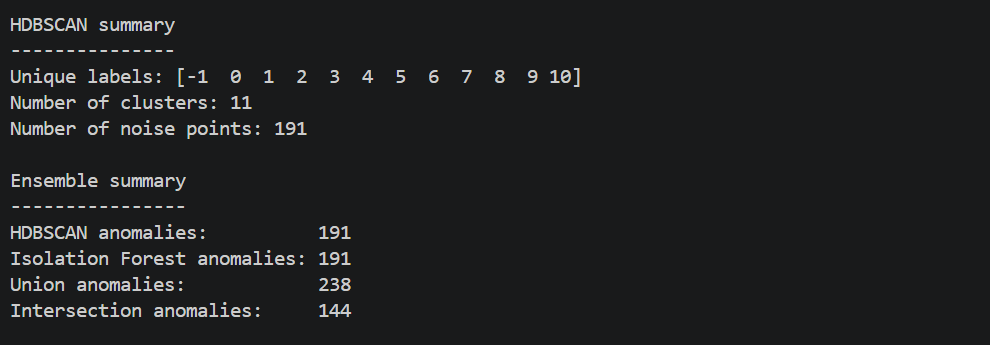 HDBSCAN summary
---------------
Unique labels: [-1  0  1  2  3  4  5  6  7  8  9 10]
Number of clusters: 11
Number of noise points: 191

Ensemble summary
----------------
HDBSCAN anomalies:          191
Isolation Forest anomalies: 191
Union anomalies:            238
Intersection anomalies:     144